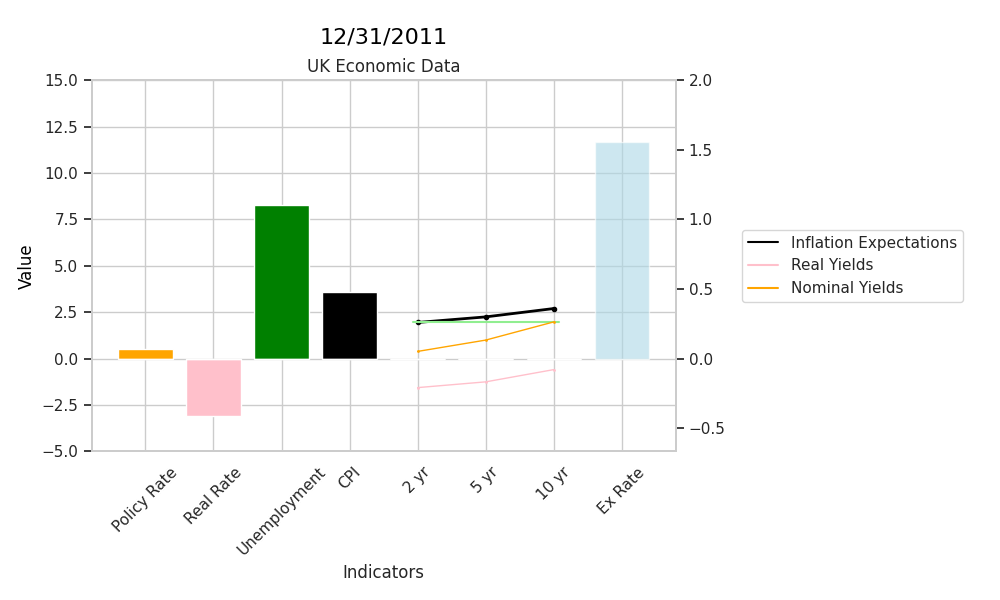 12/31/2011
UK Economic Data
15.0
12.5
10.0
7.5
5.0
2.5
0.0
−2.5
−5.0
Value
2.0
1.5
1.0
0.5
0.0
−0.5
Inflation Expectations
Real Yields
Nominal Yields
Policy Rate
Real Rate
Unemployment
CPI
2 yr
5 yr
10 yr
Ex Rate
Indicators